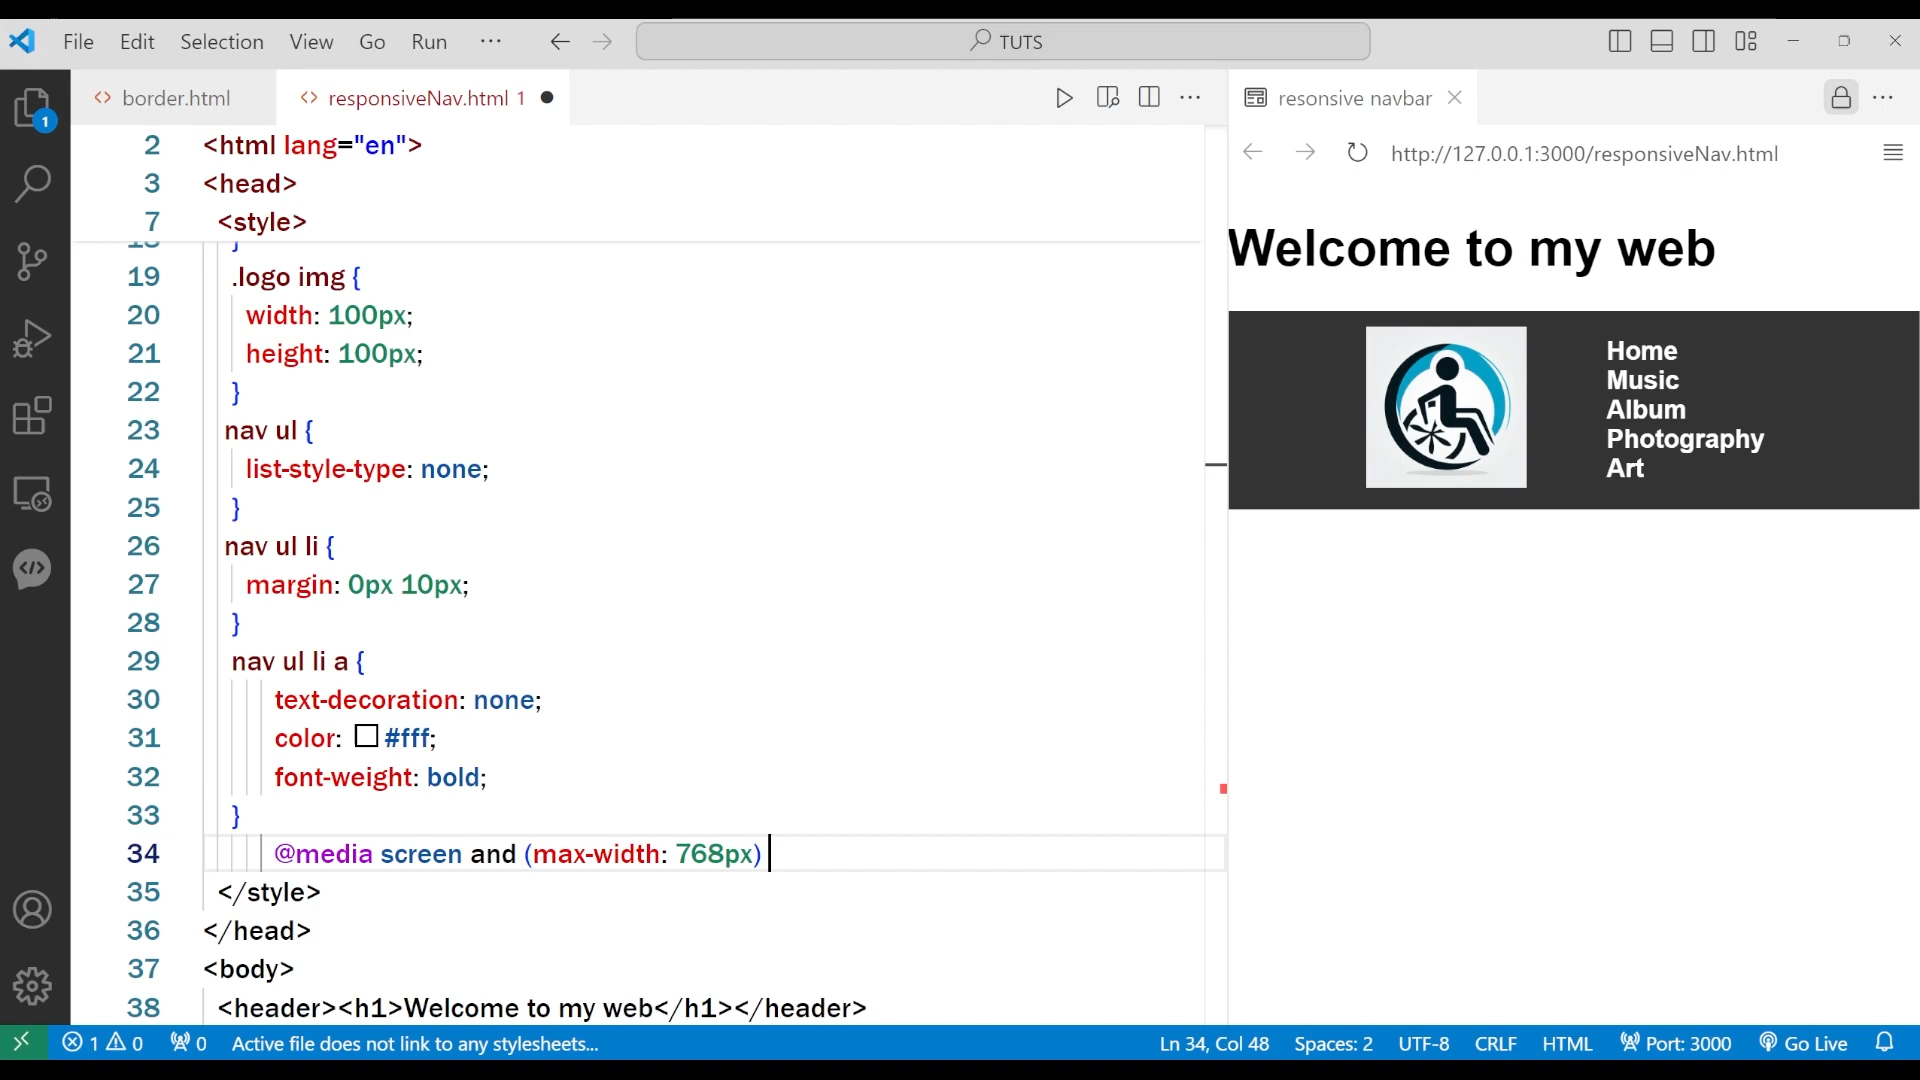 File Edit Selection View Go Run ··· TUTS
1
border.html responsiveNav.html 1 resonsive navbar
http://127.0.0.1:3000/responsiveNav.html
2 <html lang="en">
3 <head>
7 <style>
}
19 .logo img {
20 width: 100px;
21 height: 100px;
22 }
23 nav ul {
24 list-style-type: none;
25 }
26 nav ul li {
27 margin: 0px 10px;
28 }
29 nav ul li a {
30 text-decoration: none;
31 color: #fff;
32 font-weight: bold;
33 }
34 @media screen and (max-width: 768px)
35 </style>
36 </head>
37 <body>
38 <header><h1>Welcome to my web</h1></header>
Welcome to my web
Home
Music
Album
Photography
Art
1 0 0 Active file does not link to any stylesheets... Ln 34, Col 48 Spaces: 2 UTF-8 CRLF HTML Port: 3000 Go Live